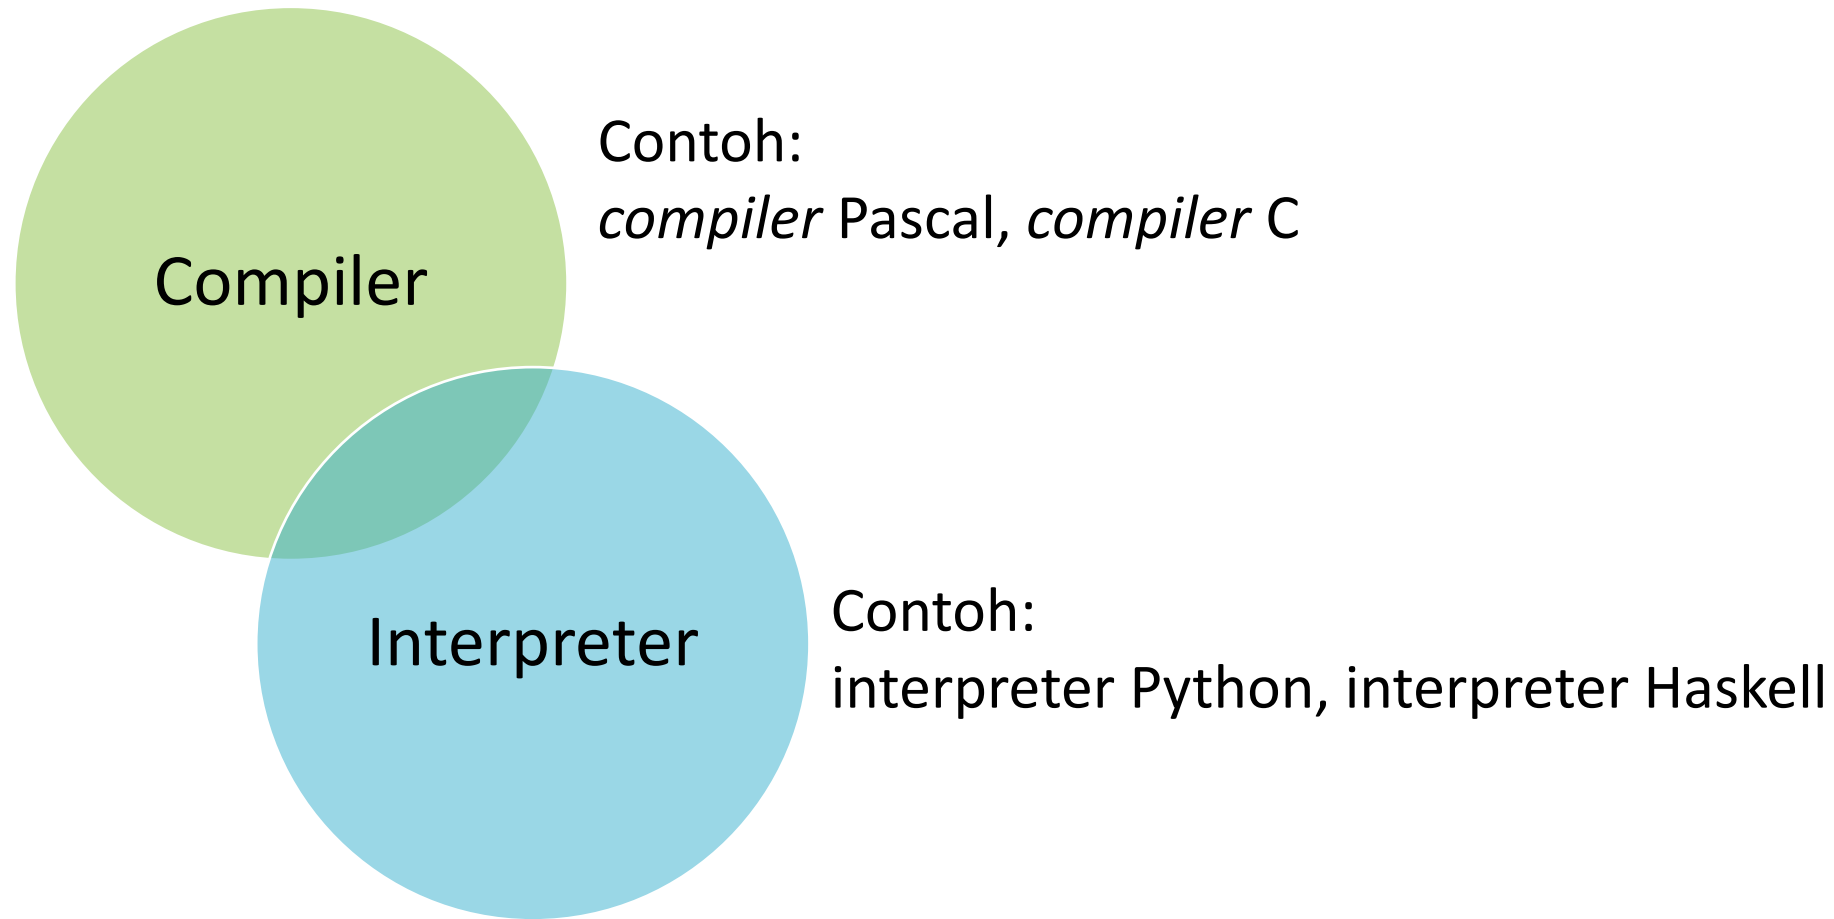 Contoh:
compiler Pascal, compiler C
Compiler
Contoh:
interpreter Python, interpreter Haskell
Interpreter